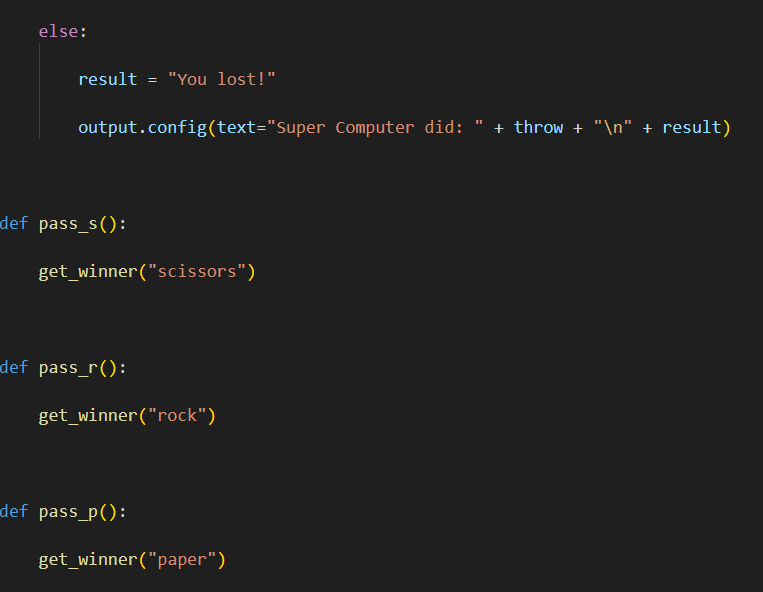 else:
result = "You lost!"
output.config(text="Super Computer did: " + throw + "\n" + result)
def pass_s():
get_winner("scissors")
def pass_r():
get_winner("rock")
def pass_p():
get_winner("paper")